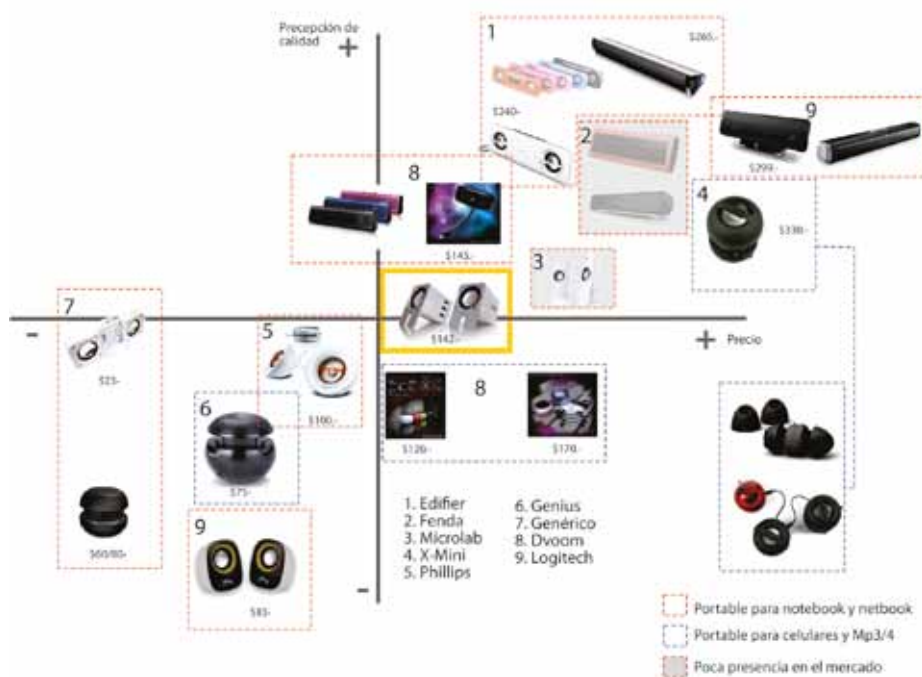 Precepción de
calidad
+
1
$265.-
$240-
9
2
$299.-
8
4
$145.-
$330.-
3
7
-
5
$142.-
+ Precio
$25-
$100.-
8
6
$120.-
$170.-
$75-
1. Edifier
2. Fenda
3. Microlab
4. X-Mini
5. Phillips
6. Genius
7. Genérico
8. Dvoom
9. Logitech
$60/80-
9
-
$85-
Portable para notebook y netbook
Portable para celulares y Mp3/4
Poca presencia en el mercado